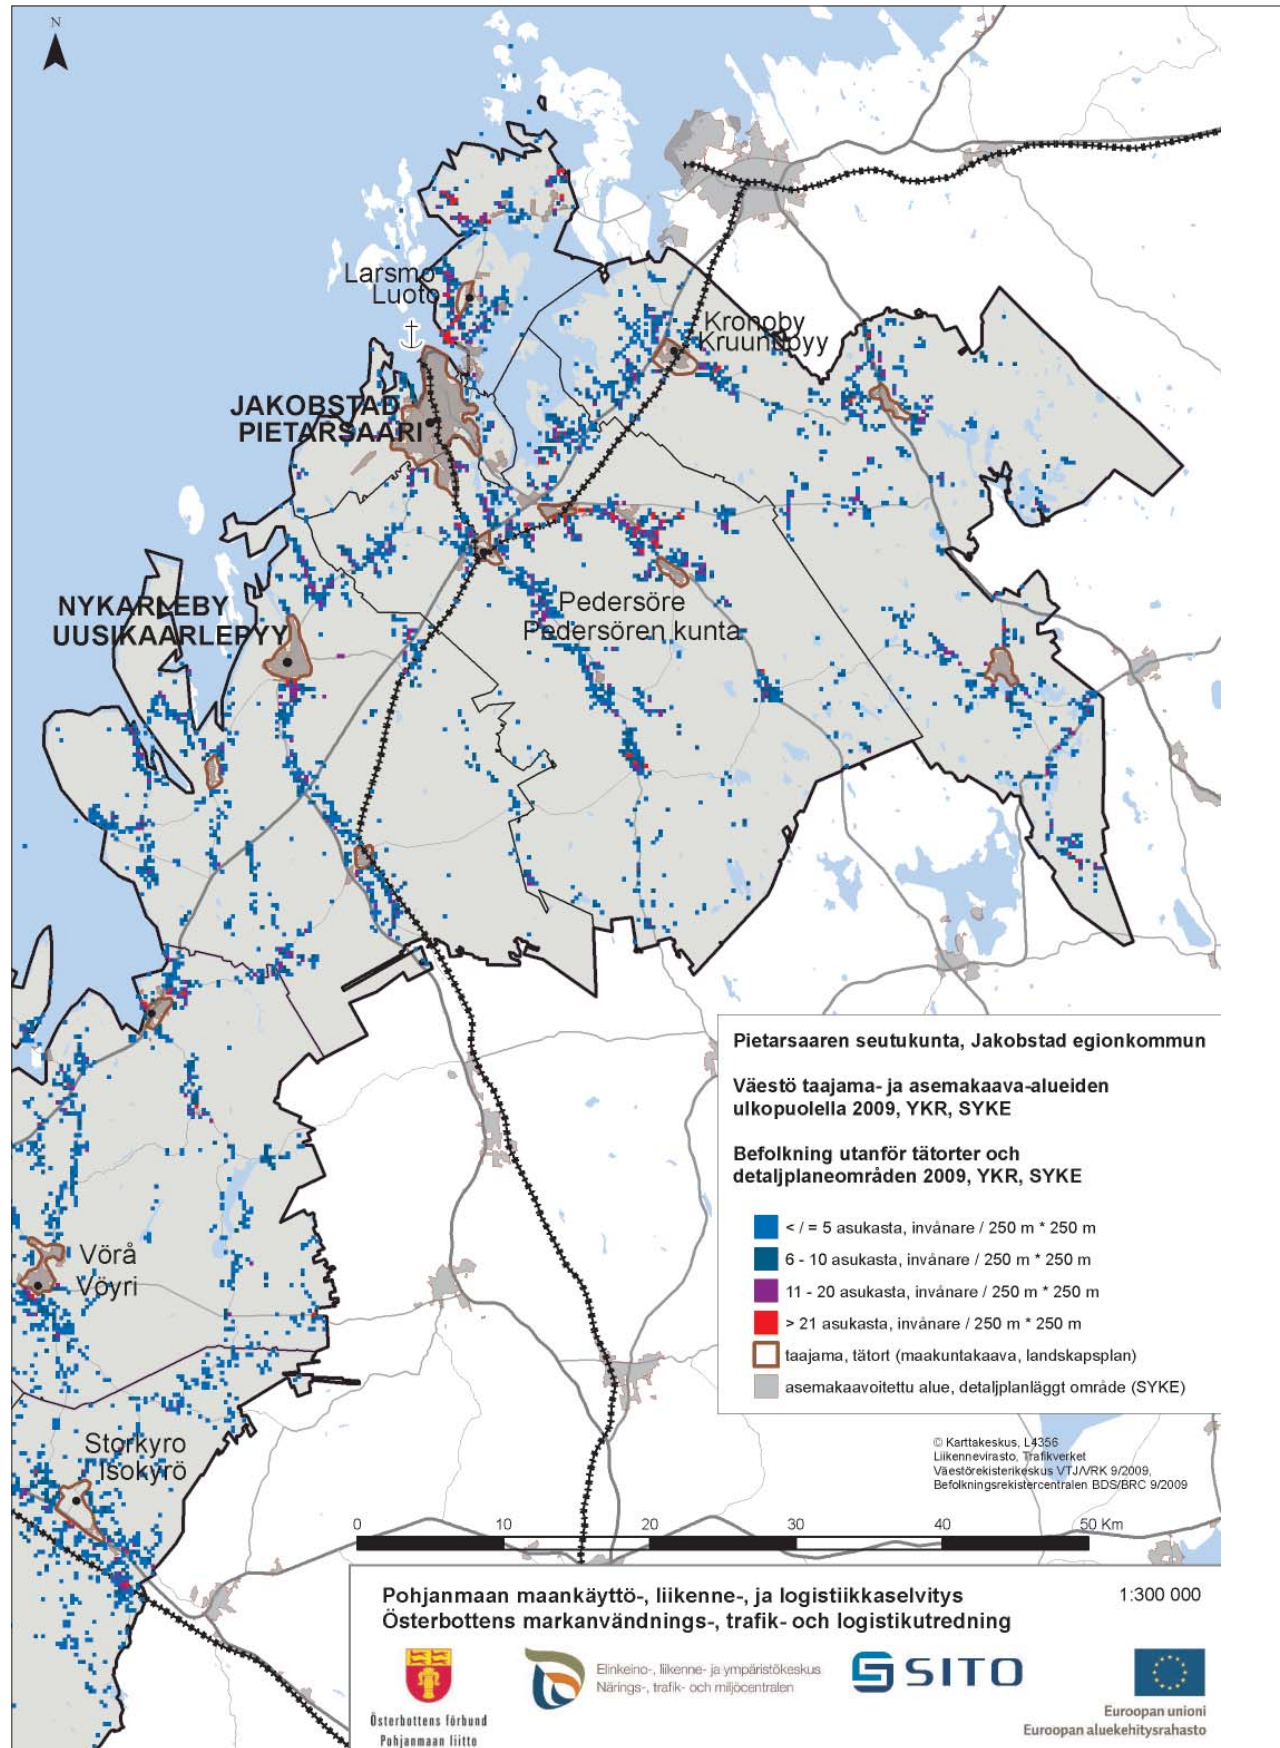 N
Larsmo
Luoto
Kronoby
Kruunupyy
JAKOBSTAD
PIETARSAARI
NYKARLEBY
UUSIKAARLEPYY
Pedersöre
Pedersören kunta
Pietarsaaren seutukunta, Jakobstad egionkommun
Väestö taajama- ja asemakaava-alueiden
ulkopuolella 2009, YKR, SYKE
Befolkning utanför tätorter och
detaljplaneområden 2009, YKR, SYKE
< / = 5 asukasta, invånare / 250 m * 250 m
6 - 10 asukasta, invånare / 250 m * 250 m
11 - 20 asukasta, invånare / 250 m * 250 m
> 21 asukasta, invånare / 250 m * 250 m
taajama, tätort (maakuntakaava, landskapsplan)
asemakaavoitettu alue, detaljplanläggt område (SYKE)
Vörå
Vöyri
Storkyro
Isokyrö
© Karttakeskus, L4356
Liikennevirasto, Trafikverket
Väestörekisterikeskus VTJ/VRK 9/2009,
Befolkningsregistercentralen BDS/BRC 9/2009
0 10 20 30 40 50 Km
Pohjanmaan maankäyttö-, liikenne-, ja logistiikkaselvitys
Österbottens markanvändnings-, trafik- och logistikutredning
1:300 000
Österbottens förbund
Pohjanmaan liitto
Elinkeino-, liikenne- ja ympäristökeskus
Närings-, trafik- och miljöcentralen
SITO
Euroopan unioni
Euroopan aluekehitysrahasto